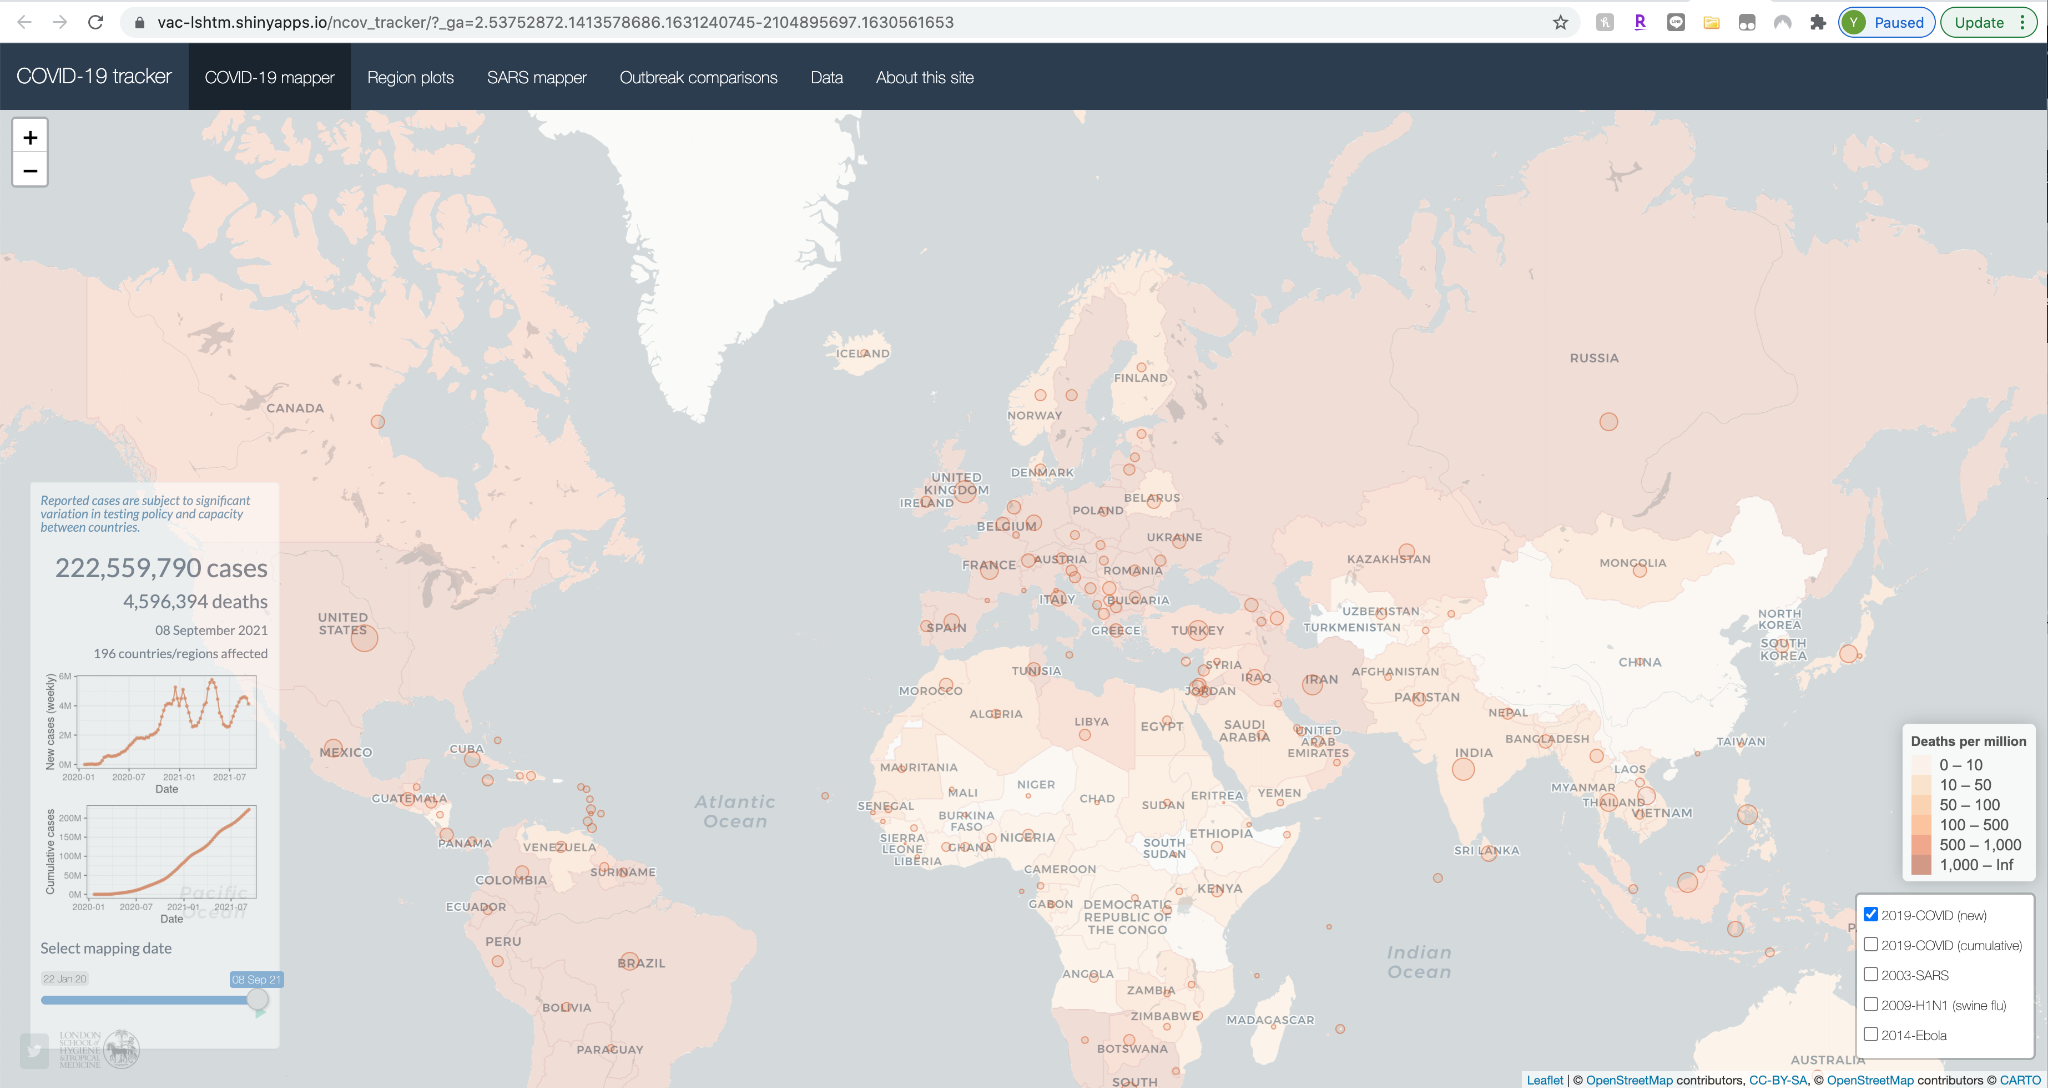 vac-lshtm.shinyapps.io/ncov_tracker/?_ga=2.53752872.1413578686.1631240745-2104895697.1630561653
Y Paused
Update
COVID-19 tracker
COVID-19 mapper
Region plots
SARS mapper
Outbreak comparisons
Data
About this site
+
−
Reported cases are subject to significant
variation in testing policy and capacity
between countries.
222,559,790 cases
4,596,394 deaths
08 September 2021
196 countries/regions affected
New cases (weekly)
6M
4M
2M
0M
2020-01 2020-07 2021-01 2021-07
Date
Cumulative cases
200M
150M
100M
50M
0M
2020-01 2020-07 2021-01 2021-07
Date
Select mapping date
22 Jan 20
08 Sep 21
LONDON
SCHOOL of
HYGIENE
& TROPICAL
MEDICINE
CANADA
UNITED
STATES
MEXICO
CUBA
GUATEMALA
PANAMA
VENEZUELA
COLOMBIA
SURINAME
ECUADOR
PERU
BRAZIL
BOLIVIA
PARAGUAY
Pacific
Ocean
Atlantic
Ocean
Indian
Ocean
ICELAND
FINLAND
NORWAY
RUSSIA
DENMARK
UNITED
KINGDOM
IRELAND
BELARUS
POLAND
BELGIUM
UKRAINE
FRANCE
AUSTRIA
ROMANIA
ITALY
BULGARIA
SPAIN
GREECE
TURKEY
KAZAKHSTAN
MONGOLIA
UZBEKISTAN
TURKMENISTAN
NORTH
KOREA
SOUTH
KOREA
CHINA
TUNISIA
SYRIA
IRAQ
IRAN
AFGHANISTAN
MOROCCO
JORDAN
PAKISTAN
ALGERIA
LIBYA
EGYPT
SAUDI
ARABIA
UNITED
ARAB
EMIRATES
NEPAL
BANGLADESH
INDIA
TAIWAN
MAURITANIA
MALI
NIGER
CHAD
SUDAN
ERITREA
YEMEN
LAOS
MYANMAR
THAILAND
VIETNAM
SENEGAL
BURKINA
FASO
SIERRA
LEONE
GHANA
NIGERIA
LIBERIA
ETHIOPIA
SOUTH
SUDAN
SRI LANKA
CAMEROON
KENYA
GABON
DEMOCRATIC
REPUBLIC OF
THE CONGO
ANGOLA
ZAMBIA
ZIMBABWE
MADAGASCAR
BOTSWANA
SOUTH
AUSTRALIA
Deaths per million
0 – 10
10 – 50
50 – 100
100 – 500
500 – 1,000
1,000 – Inf
2019-COVID (new)
2019-COVID (cumulative)
2003-SARS
2009-H1N1 (swine flu)
2014-Ebola
Leaflet | © OpenStreetMap contributors, CC-BY-SA, © OpenStreetMap contributors © CARTO